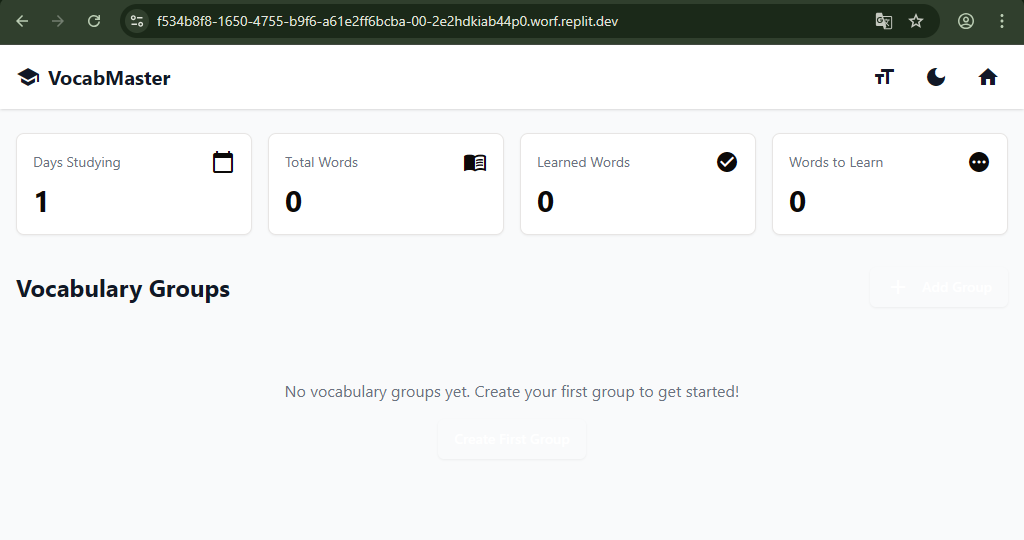 f534b8f8-1650-4755-b9f6-a61e2ff6bcba-00-2e2hdkiab44p0.worf.replit.dev
VocabMaster
Days Studying
1
Total Words
0
Learned Words
0
Words to Learn
0
Vocabulary Groups
+ Add Group
No vocabulary groups yet. Create your first group to get started!
Create First Group